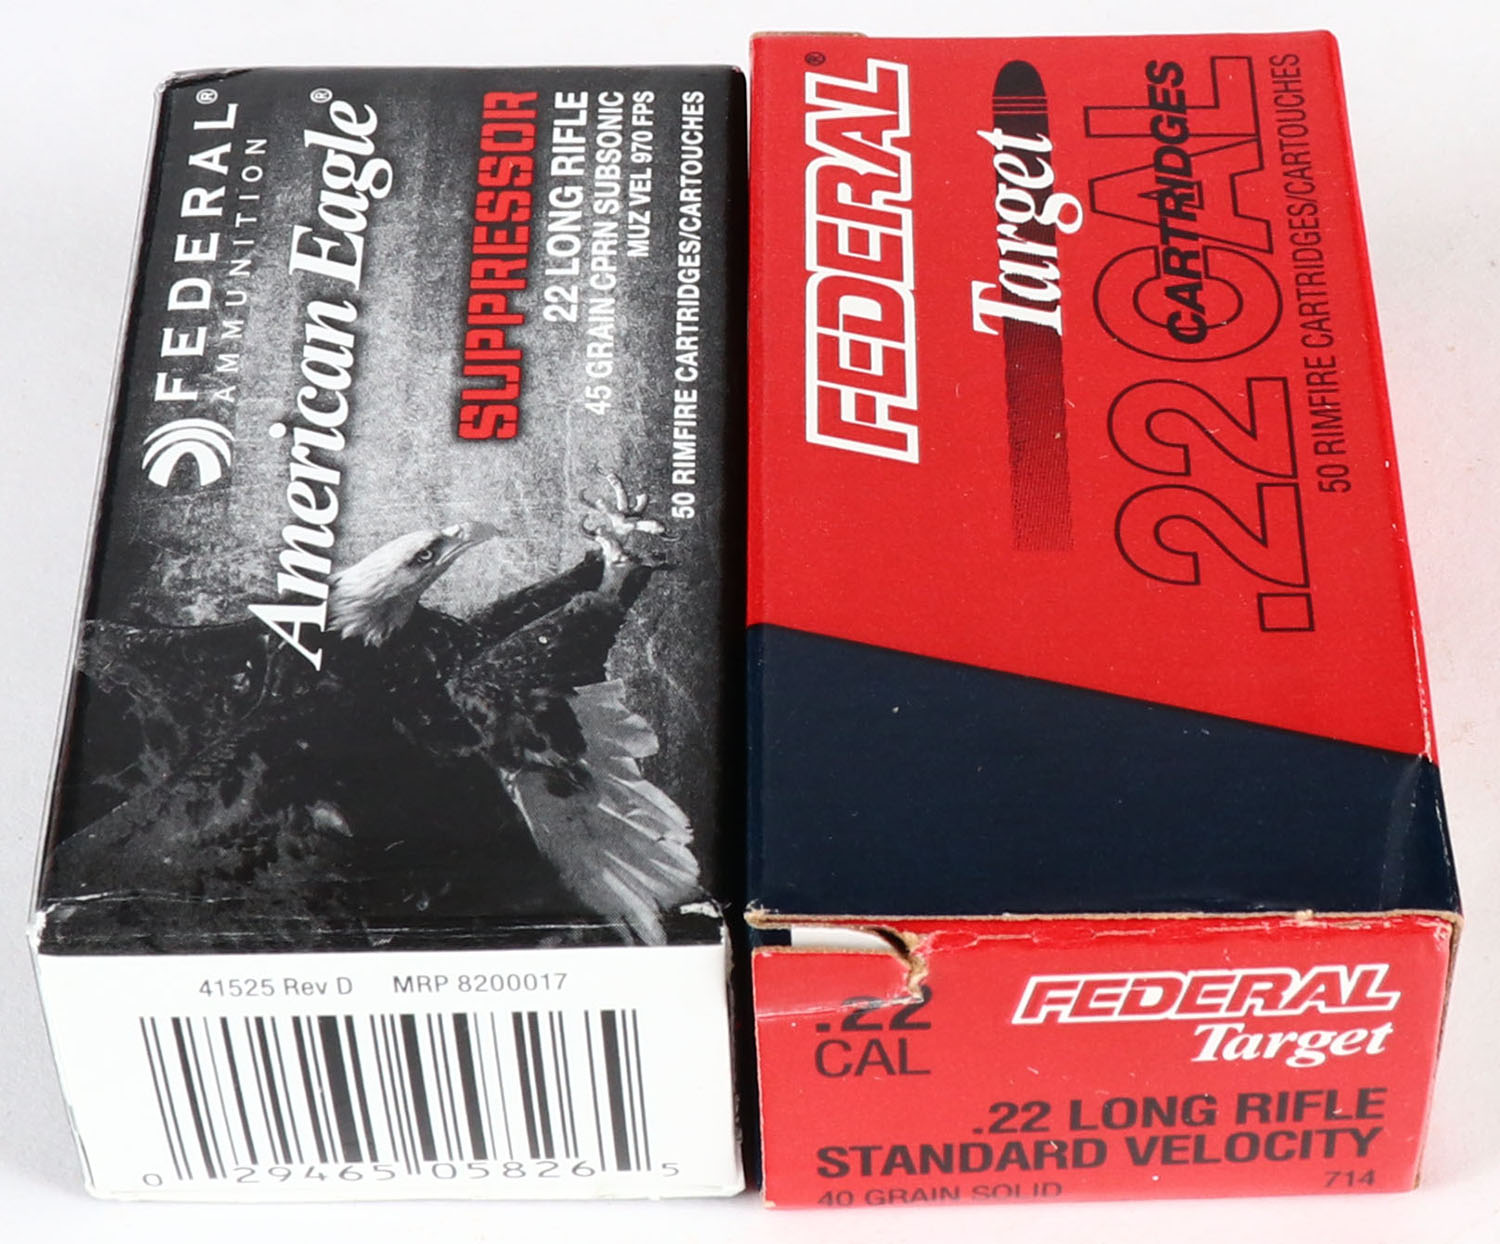 FEDERAL®
AMMUNITION
American Eagle®
SUPPRESSOR
22 LONG RIFLE
45 GRAIN CPRN SUBSONIC
MUZ VEL 970 FPS
50 RIMFIRE CARTRIDGES/CARTOUCHES
41525 Rev D MRP 8200017
0 29465 05826 5
FEDERAL®
Target
.22 CAL
CARTRIDGES
50 RIMFIRE CARTRIDGES/CARTOUCHES
.22
CAL
FEDERAL
Target
.22 LONG RIFLE
STANDARD VELOCITY
40 GRAIN SOLID 714